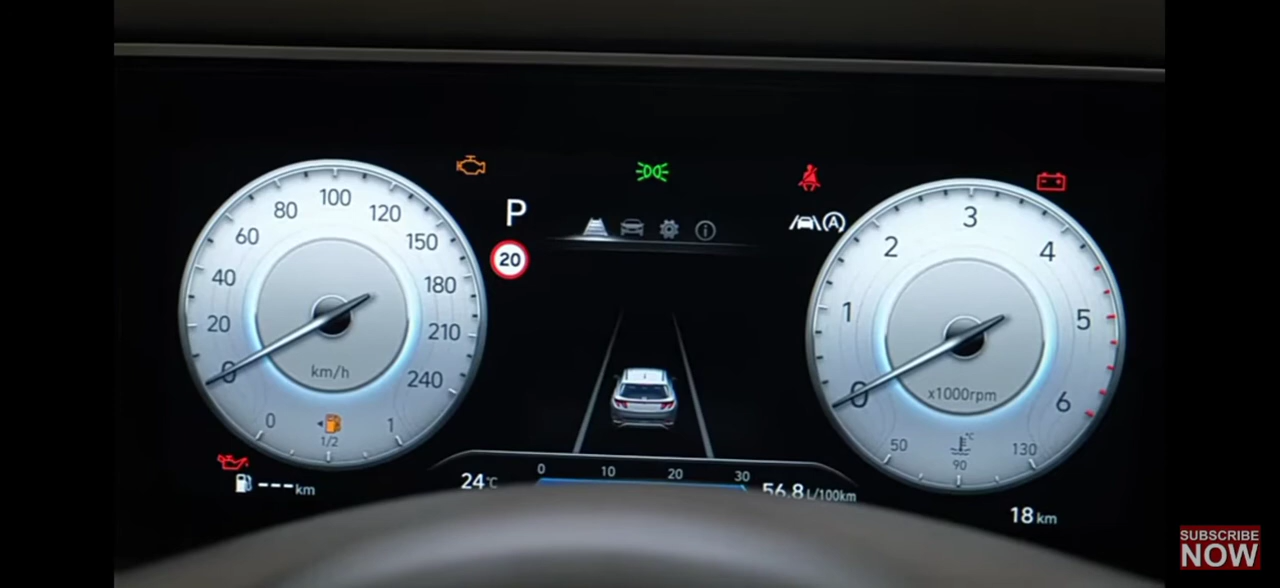 100
80
120
60
150
40
180
20
210
0
240
km/h
0
1
1/2
---km
P
20
A
i
24℃
0
10
20
30
56.8 L/100km
3
2
4
1
5
0
6
x1000rpm
50
°C
130
90
18 km
SUBSCRIBE
NOW